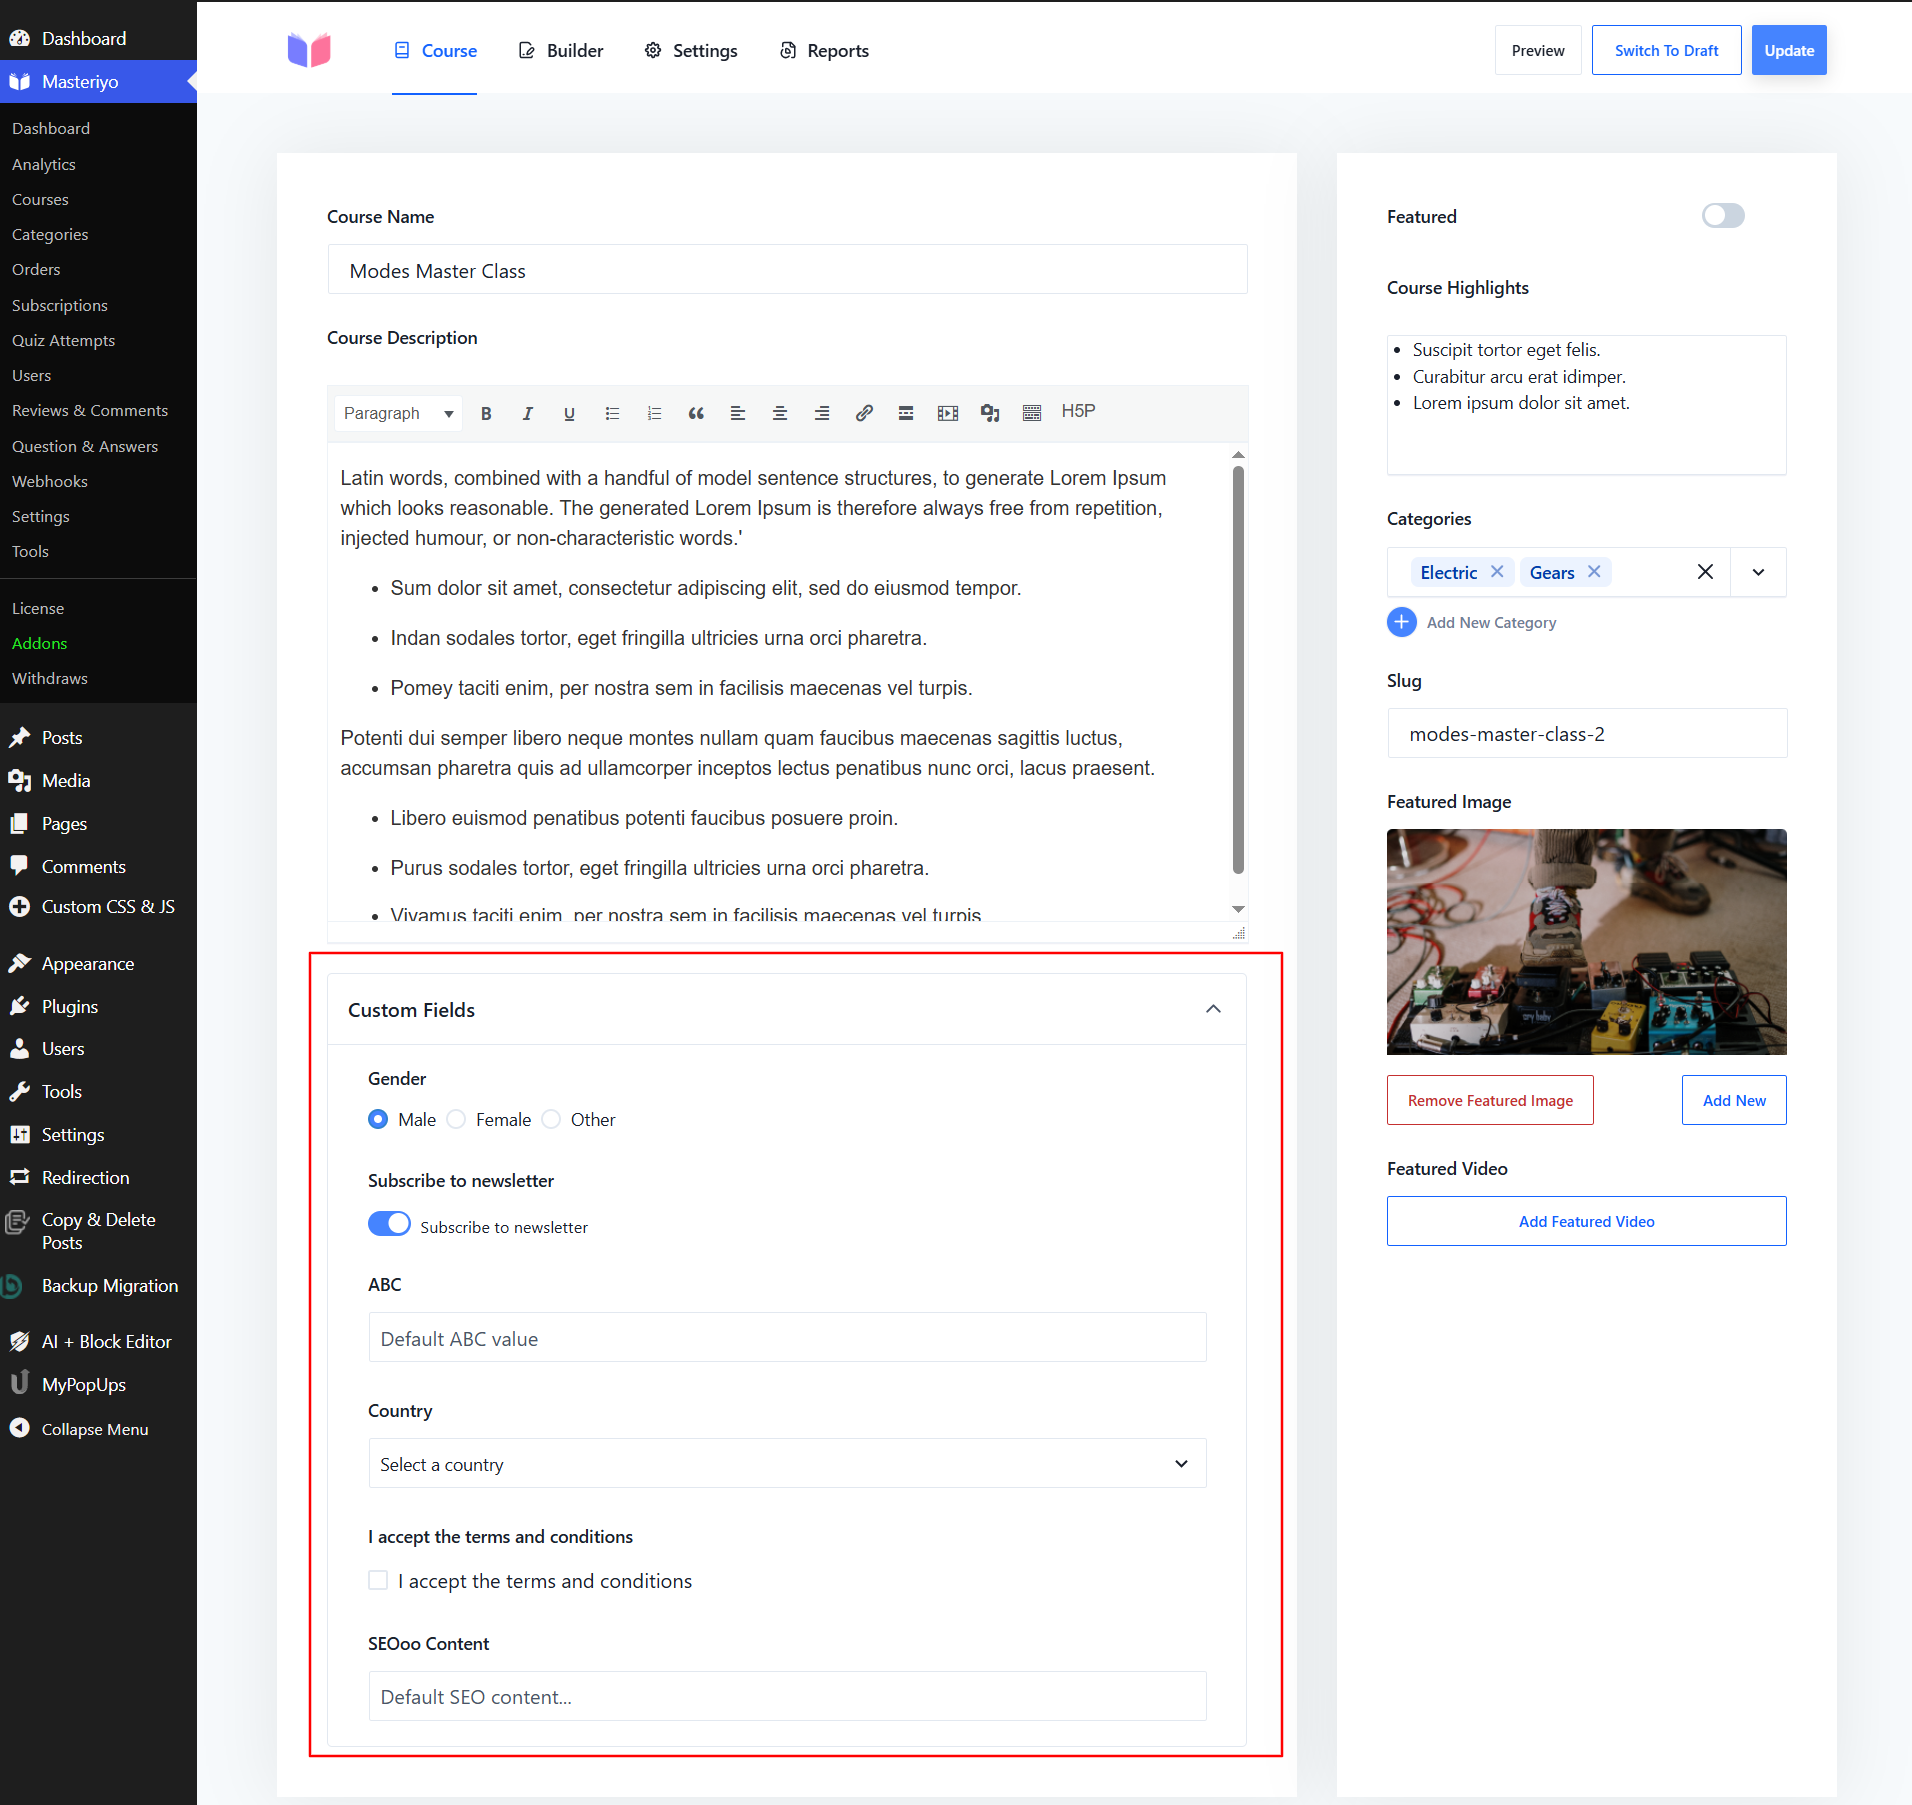 Dashboard
Masteriyo
Dashboard
Analytics
Courses
Categories
Orders
Subscriptions
Quiz Attempts
Users
Reviews & Comments
Question & Answers
Webhooks
Settings
Tools
License
Addons
Withdraws
Posts
Media
Pages
Comments
Custom CSS & JS
Appearance
Plugins
Users
Tools
Settings
Redirection
Copy & Delete
Posts
Backup Migration
AI + Block Editor
MyPopUps
Collapse Menu
Course Builder Settings Reports
Preview Switch To Draft Update
Course Name
Modes Master Class
Course Description
Paragraph B I U H5P
Latin words, combined with a handful of model sentence structures, to generate Lorem Ipsum
which looks reasonable. The generated Lorem Ipsum is therefore always free from repetition,
injected humour, or non-characteristic words.'
• Sum dolor sit amet, consectetur adipiscing elit, sed do eiusmod tempor.
• Indan sodales tortor, eget fringilla ultricies urna orci pharetra.
• Pomey taciti enim, per nostra sem in facilisis maecenas vel turpis.
Potenti dui semper libero neque montes nullam quam faucibus maecenas sagittis luctus,
accumsan pharetra quis ad ullamcorper inceptos lectus penatibus nunc orci, lacus praesent.
• Libero euismod penatibus potenti faucibus posuere proin.
• Purus sodales tortor, eget fringilla ultricies urna orci pharetra.
• Vivamus taciti enim, per nostra sem in facilisis maecenas vel turpis
Custom Fields
Gender
Male Female Other
Subscribe to newsletter
Subscribe to newsletter
ABC
Default ABC value
Country
Select a country
I accept the terms and conditions
I accept the terms and conditions
SEOoo Content
Default SEO content...
Featured
Course Highlights
• Suscipit tortor eget felis.
• Curabitur arcu erat idimper.
• Lorem ipsum dolor sit amet.
Categories
Electric Gears
Add New Category
Slug
modes-master-class-2
Featured Image
cry baby
Remove Featured Image Add New
Featured Video
Add Featured Video